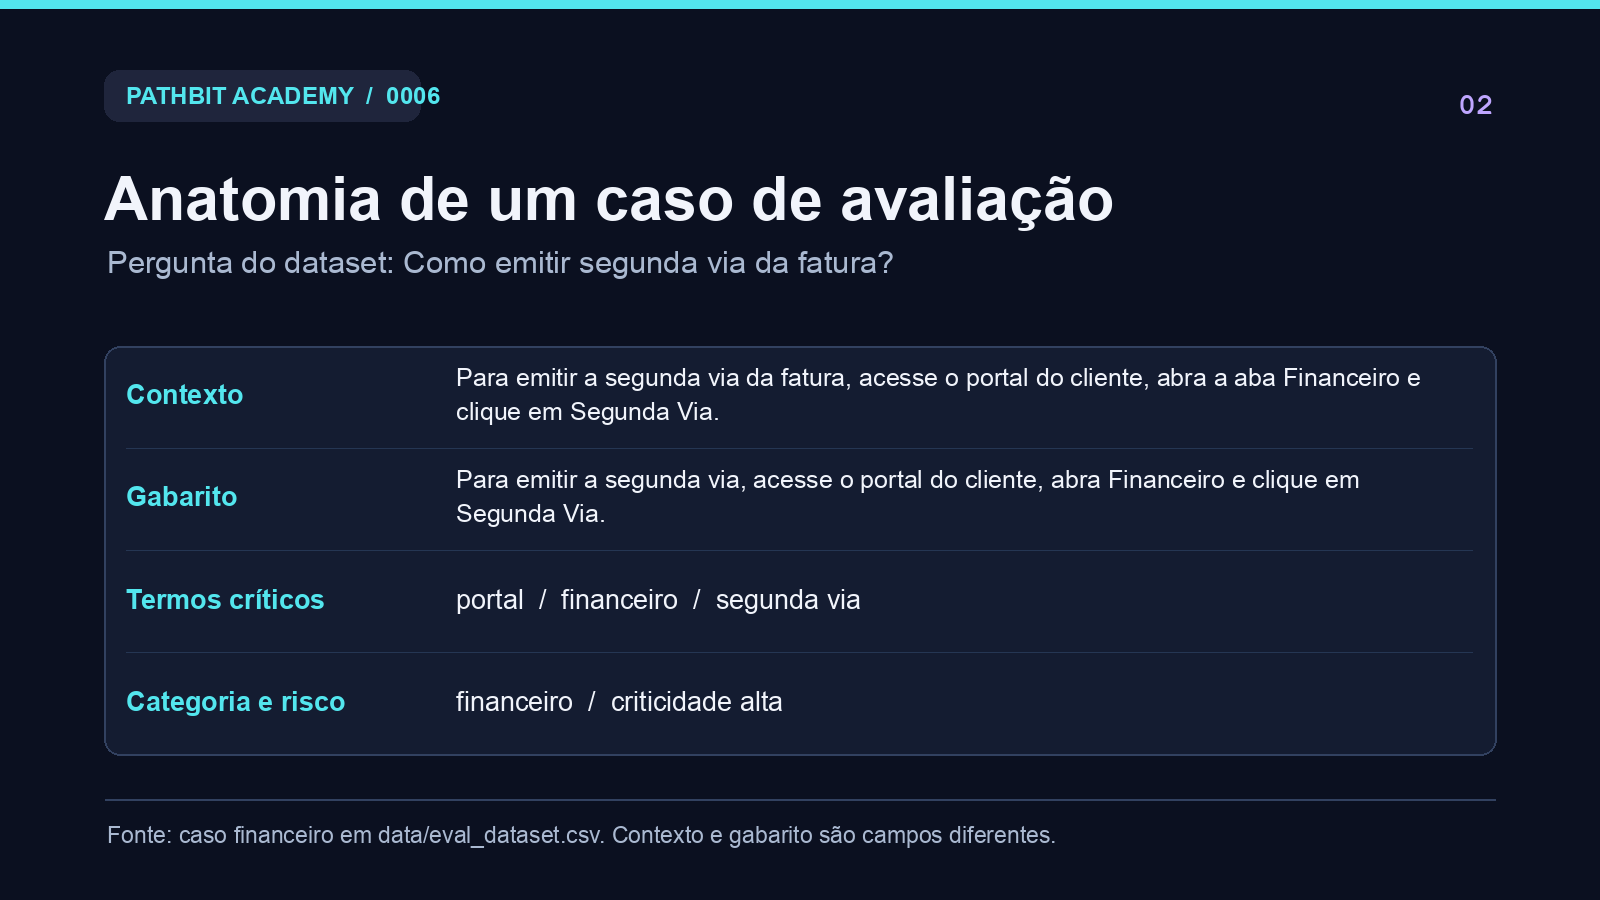 PATHBIT ACADEMY / 0006
02
Anatomia de um caso de avaliação
Pergunta do dataset: Como emitir segunda via da fatura?
Contexto
Para emitir a segunda via da fatura, acesse o portal do cliente, abra a aba Financeiro e
clique em Segunda Via.
Gabarito
Para emitir a segunda via, acesse o portal do cliente, abra Financeiro e clique em
Segunda Via.
Termos críticos
portal / financeiro / segunda via
Categoria e risco
financeiro / criticidade alta
Fonte: caso financeiro em data/eval_dataset.csv. Contexto e gabarito são campos diferentes.